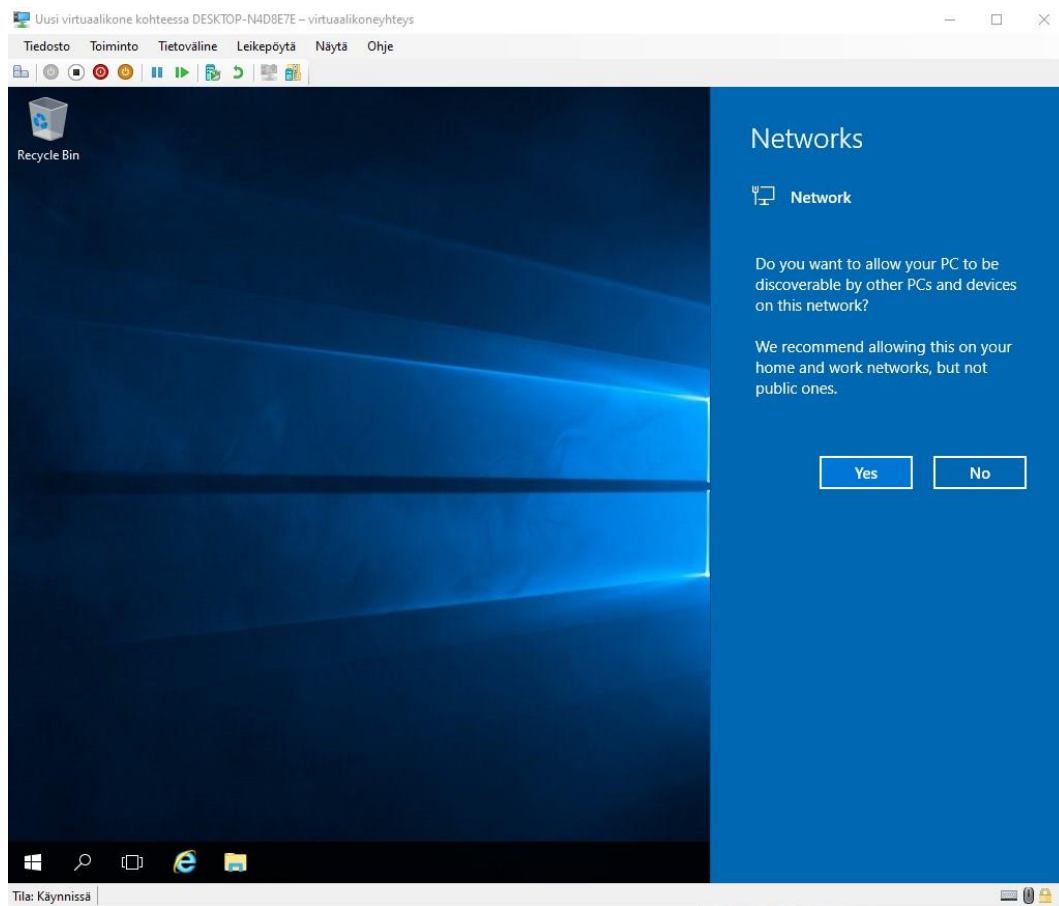 Uusi virtuaalikone kohteessa DESKTOP-N4D8E7E – virtuaalikoneyhteys
Tiedosto Toiminto Tietoväline Leikepöytä Näytä Ohje
Recycle Bin
Networks
Network
Do you want to allow your PC to be
discoverable by other PCs and devices
on this network?
We recommend allowing this on your
home and work networks, but not
public ones.
Yes No
Tila: Käynnissä